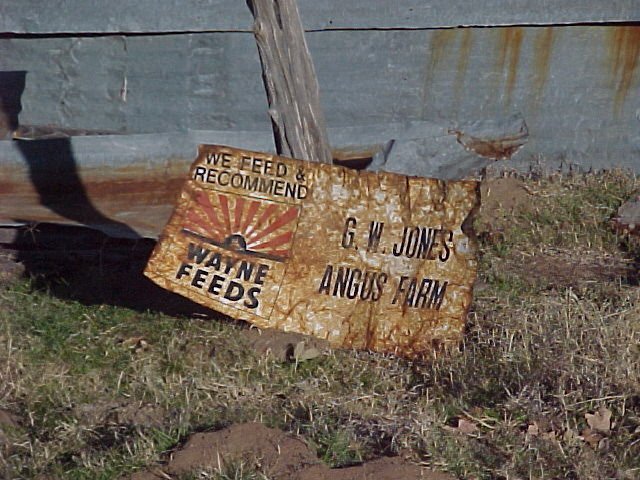 WE FEED &
RECOMMEND
WAYNE
FEEDS
G. W. JONES
ANGUS FARM